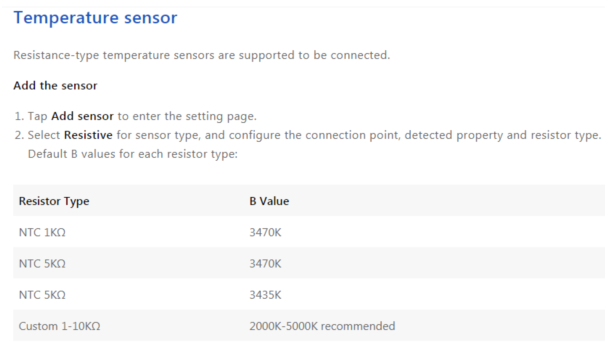 Temperature sensor
Resistance-type temperature sensors are supported to be connected.
Add the sensor
1. Tap Add sensor to enter the setting page.
2. Select Resistive for sensor type, and configure the connection point, detected property and resistor type.
Default B values for each resistor type:
Resistor Type B Value
NTC 1KΩ 3470K
NTC 5KΩ 3470K
NTC 5KΩ 3435K
Custom 1-10KΩ 2000K-5000K recommended